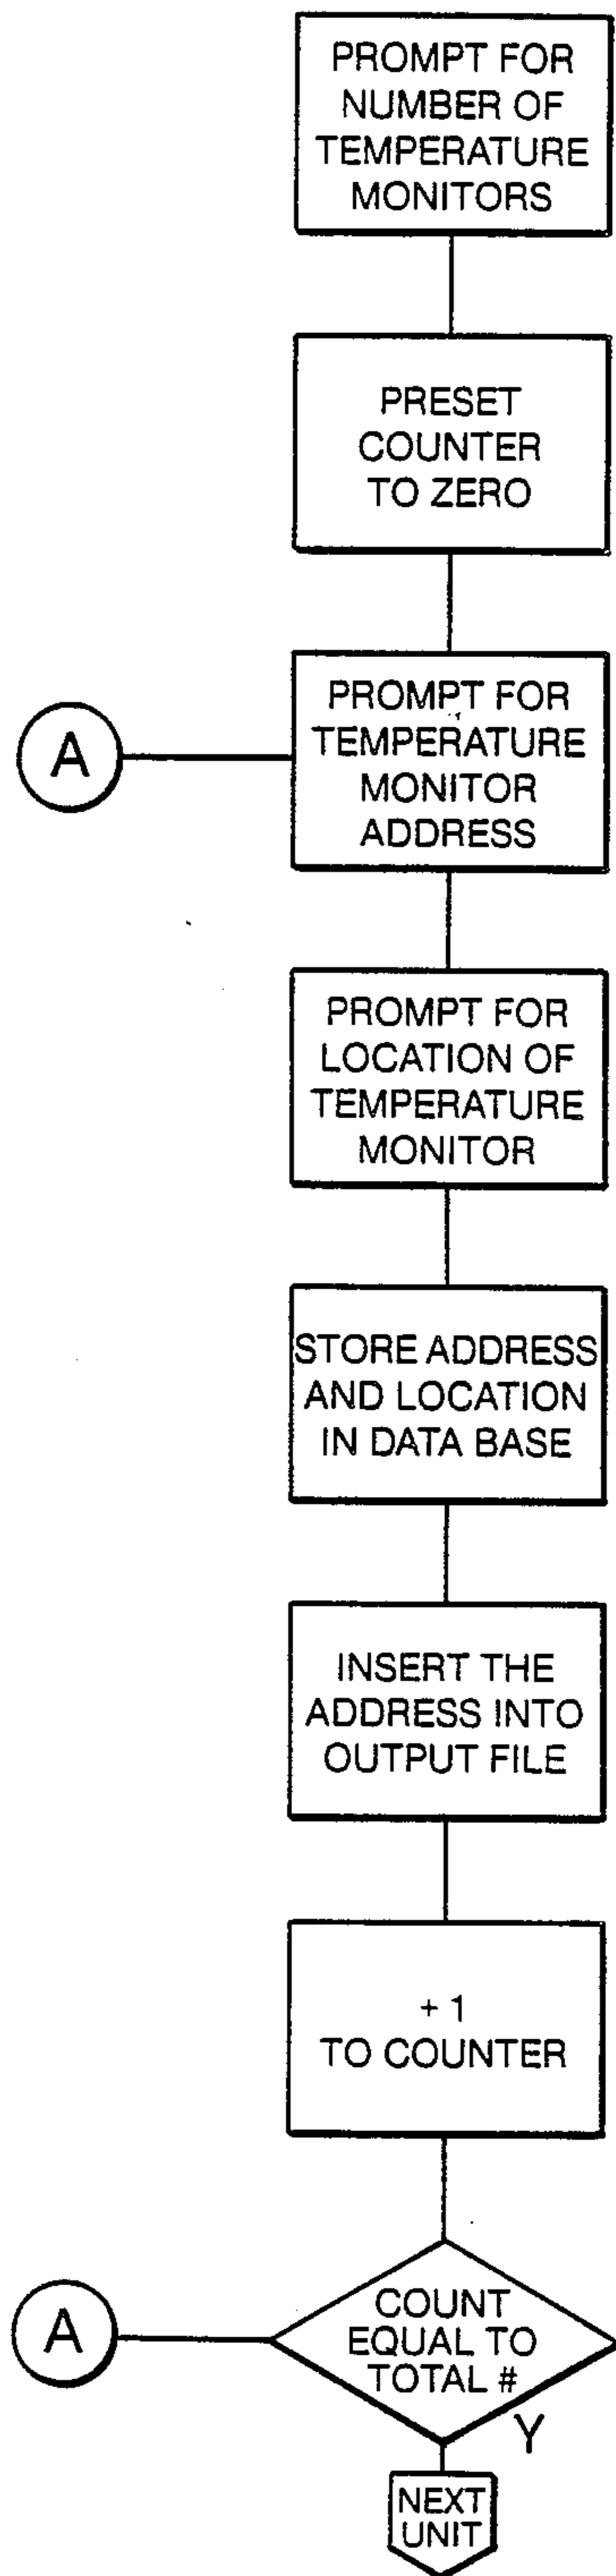 PROMPT FOR
NUMBER OF
TEMPERATURE
MONITORS
PRESET
COUNTER
TO ZERO
A
PROMPT FOR
TEMPERATURE
MONITOR
ADDRESS
PROMPT FOR
LOCATION OF
TEMPERATURE
MONITOR
STORE ADDRESS
AND LOCATION
IN DATA BASE
INSERT THE
ADDRESS INTO
OUTPUT FILE
+ 1
TO COUNTER
A
COUNT
EQUAL TO
TOTAL #
Y
NEXT
UNIT